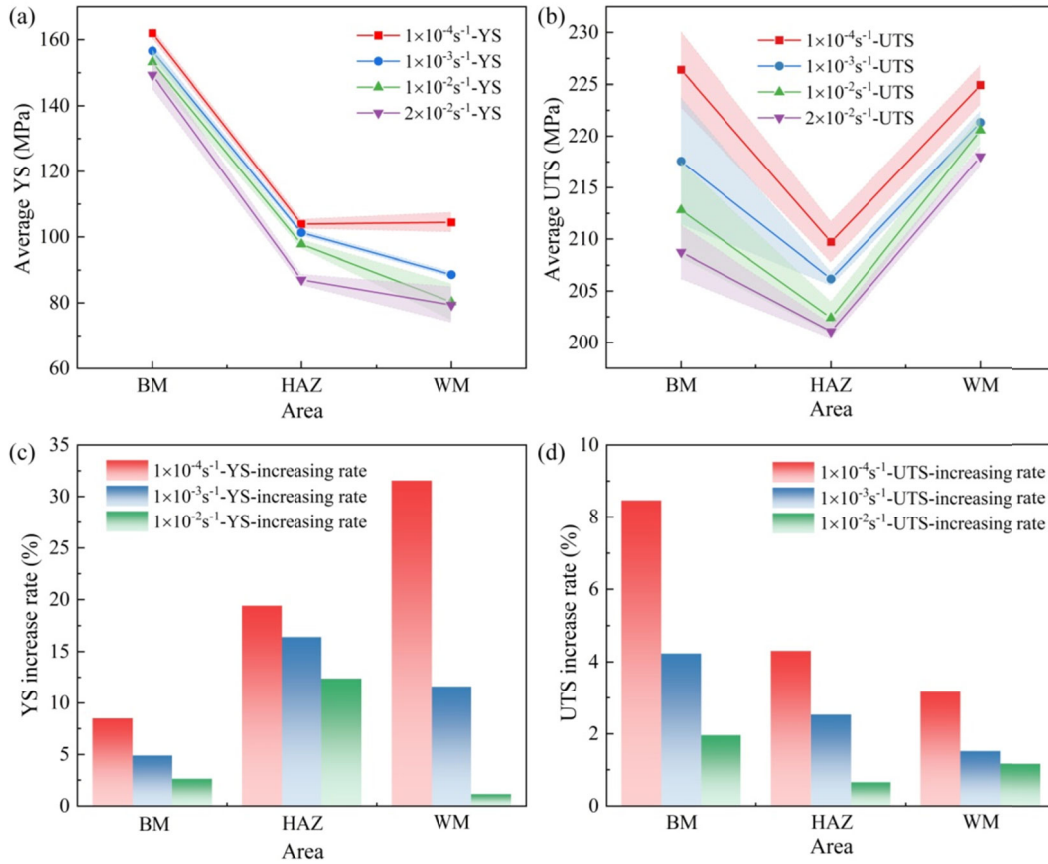 (a)
1×10⁻⁴s⁻¹-YS
1×10⁻³s⁻¹-YS
1×10⁻²s⁻¹-YS
2×10⁻²s⁻¹-YS
160
140
120
100
80
60
Average YS (MPa)
BM
HAZ
WM
Area
(b)
1×10⁻⁴s⁻¹-UTS
1×10⁻³s⁻¹-UTS
1×10⁻²s⁻¹-UTS
2×10⁻²s⁻¹-UTS
230
225
220
215
210
205
200
Average UTS (MPa)
BM
HAZ
WM
Area
(c)
1×10⁻⁴s⁻¹-YS-increasing rate
1×10⁻³s⁻¹-YS-increasing rate
1×10⁻²s⁻¹-YS-increasing rate
35
30
25
20
15
10
5
0
YS increase rate (%)
BM
HAZ
WM
Area
(d)
1×10⁻⁴s⁻¹-UTS-increasing rate
1×10⁻³s⁻¹-UTS-increasing rate
1×10⁻²s⁻¹-UTS-increasing rate
10
8
6
4
2
0
UTS increase rate (%)
BM
HAZ
WM
Area